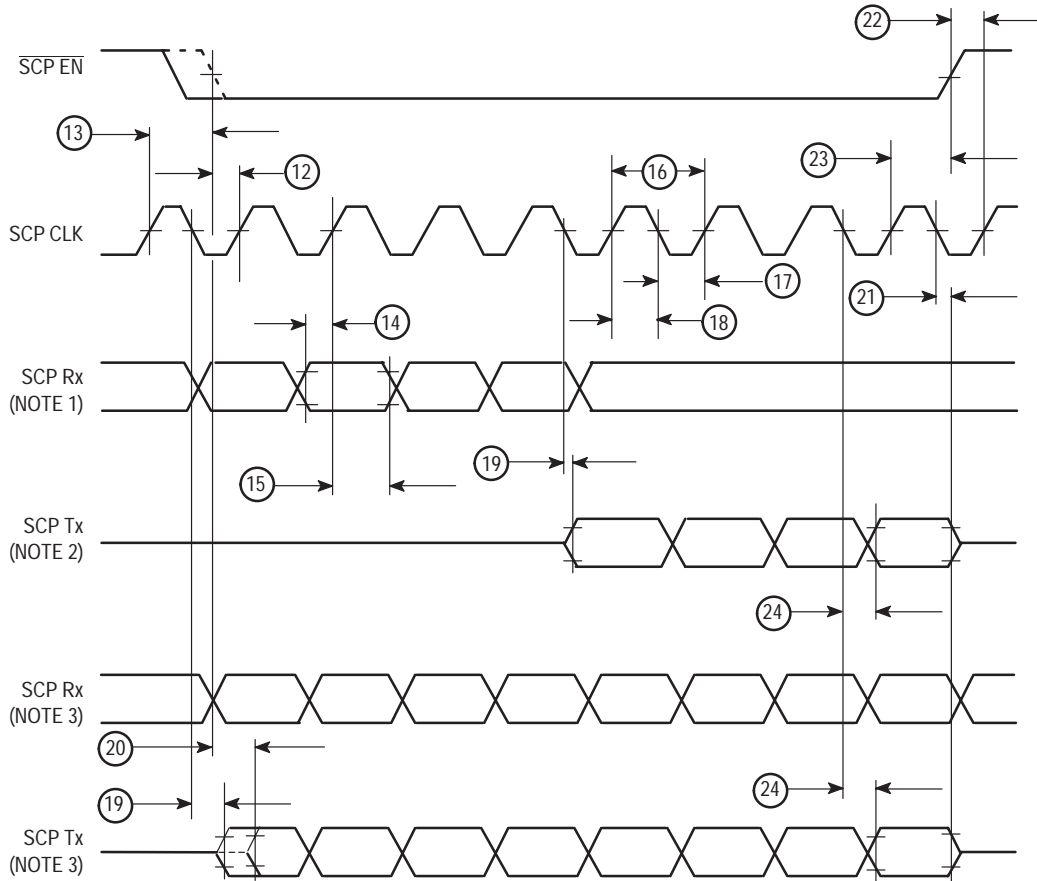 22
SCP EN
13
12
16
23
SCP CLK
17
21
18
14
SCP Rx
(NOTE 1)
19
15
SCP Tx
(NOTE 2)
24
SCP Rx
(NOTE 3)
20
19
24
SCP Tx
(NOTE 3)